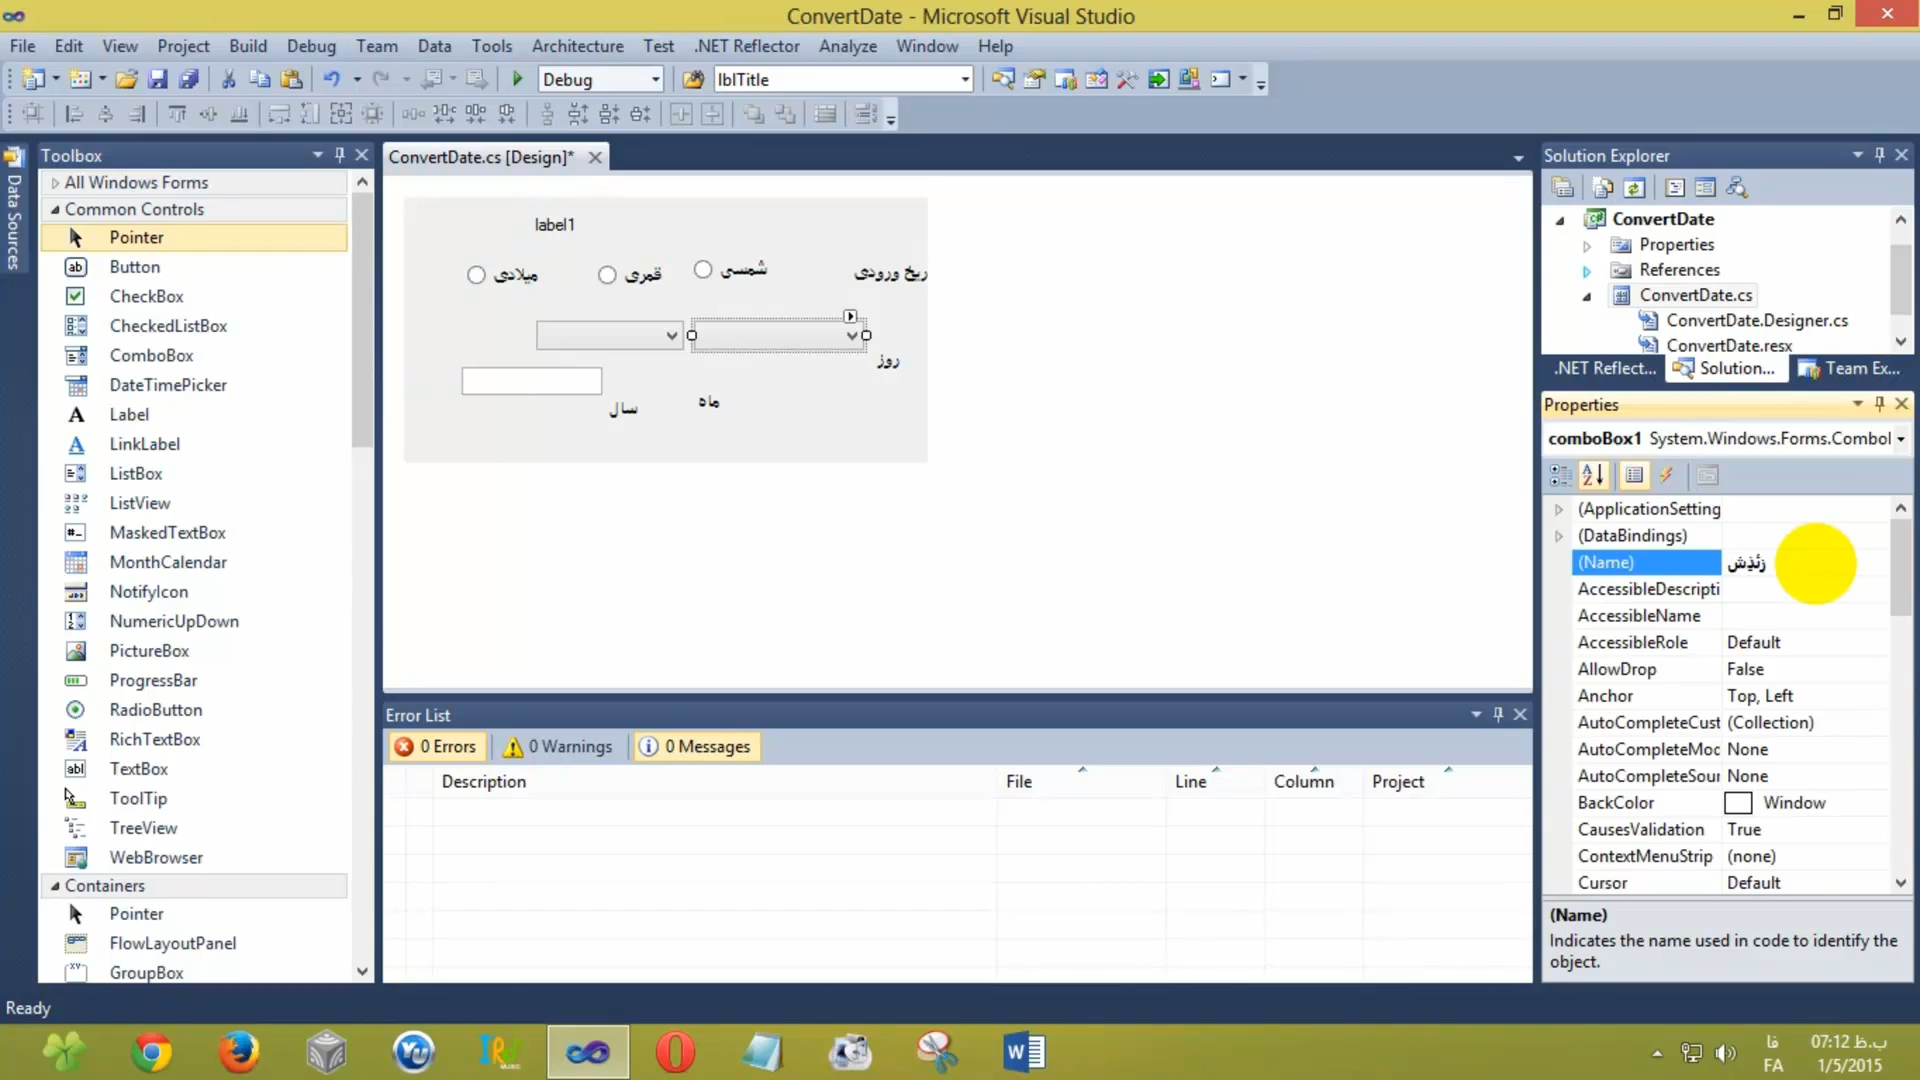 ConvertDate - Microsoft Visual Studio
File Edit View Project Build Debug Team Data Tools Architecture Test .NET Reflector Analyze Window Help
Debug lblTitle
Data Sources
Toolbox
All Windows Forms
Common Controls
Pointer
Button
CheckBox
CheckedListBox
ComboBox
DateTimePicker
Label
LinkLabel
ListBox
ListView
MaskedTextBox
MonthCalendar
NotifyIcon
NumericUpDown
PictureBox
ProgressBar
RadioButton
RichTextBox
TextBox
ToolTip
TreeView
WebBrowser
Containers
Pointer
FlowLayoutPanel
GroupBox
ConvertDate.cs [Design]*
label1
ریخ ورودی شمسی قمری میلادی
روز
ماه
سال
Error List
0 Errors 0 Warnings 0 Messages
Description File Line Column Project
Solution Explorer
ConvertDate
Properties
References
ConvertDate.cs
ConvertDate.Designer.cs
ConvertDate.resx
.NET Reflect... Solution... Team Ex...
Properties
comboBox1 System.Windows.Forms.Combol
(ApplicationSetting
(DataBindings)
(Name) زئذِش
AccessibleDescripti
AccessibleName
AccessibleRole Default
AllowDrop False
Anchor Top, Left
AutoCompleteCust (Collection)
AutoCompleteMoc None
AutoCompleteSour None
BackColor Window
CausesValidation True
ContextMenuStrip (none)
Cursor Default
(Name)
Indicates the name used in code to identify the
object.
Ready
فا
FA
07:12 ب.ظ
1/5/2015